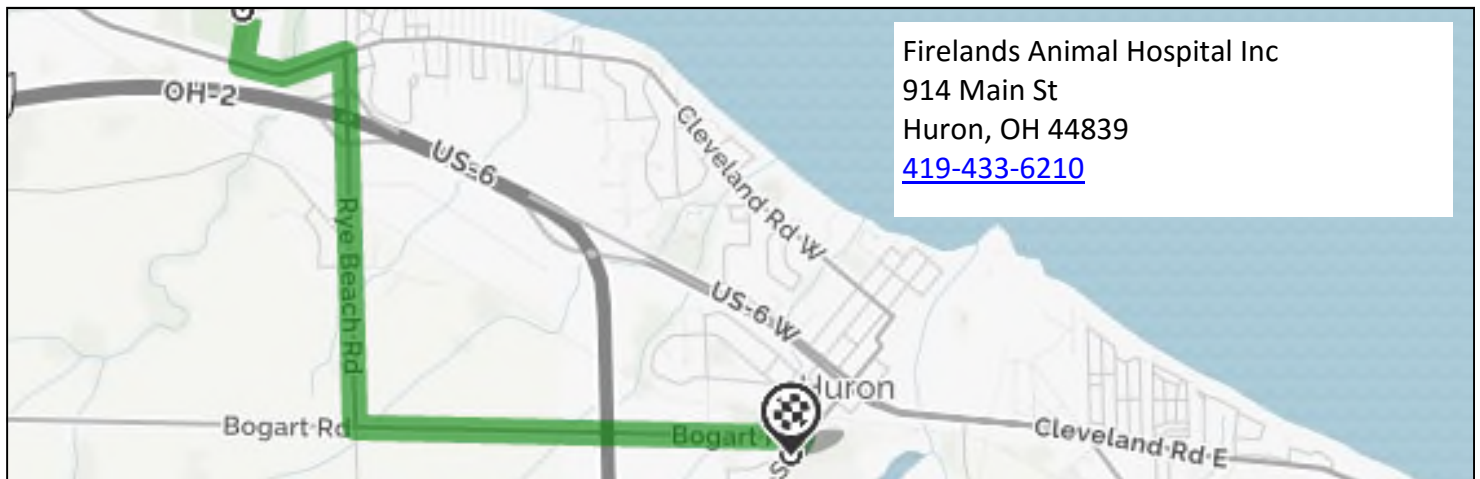 Firelands Animal Hospital Inc
914 Main St
Huron, OH 44839
419-433-6210
OH-2
US-6
Cleveland Rd W
Rye Beach Rd
US-6 W
Huron
Bogart Rd
Bogart
Cleveland Rd E